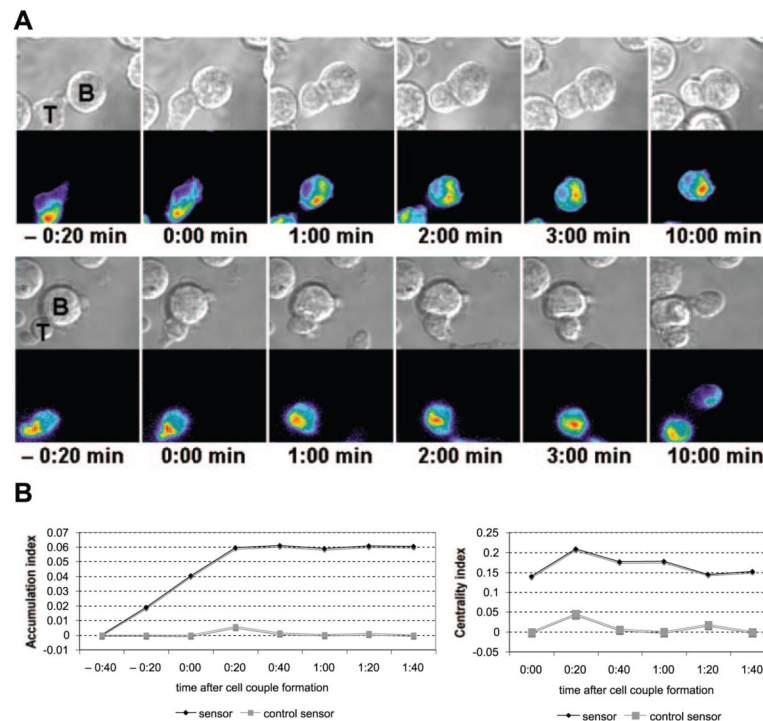 A
B
T
– 0:20 min 0:00 min 1:00 min 2:00 min 3:00 min 10:00 min
B
T
– 0:20 min 0:00 min 1:00 min 2:00 min 3:00 min 10:00 min
B
Accumulation index
0.07
0.06
0.05
0.04
0.03
0.02
0.01
0
-0.01
– 0:40 – 0:20 0:00 0:20 0:40 1:00 1:20 1:40
time after cell couple formation
sensor control sensor
Centrality index
0.25
0.2
0.15
0.1
0.05
0
-0.05
0:00 0:20 0:40 1:00 1:20 1:40
time after cell couple formation
sensor control sensor